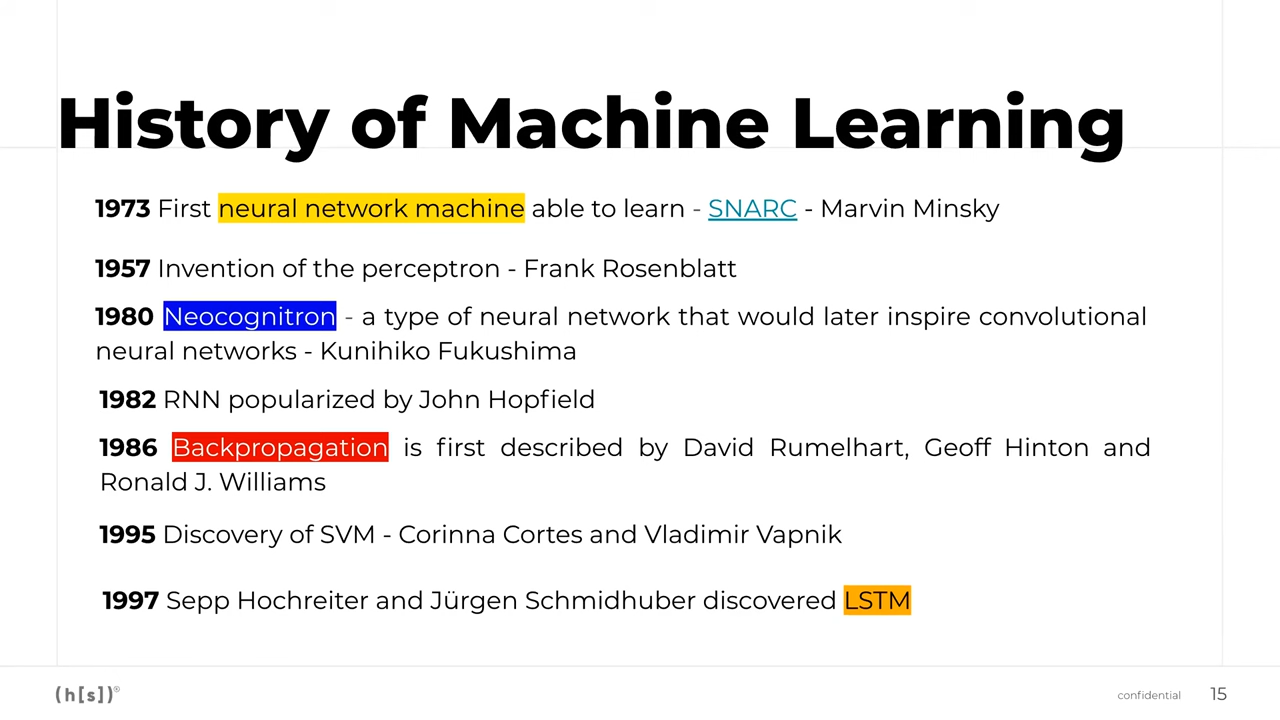 History of Machine Learning
1973 First neural network machine able to learn - SNARC - Marvin Minsky
1957 Invention of the perceptron - Frank Rosenblatt
1980 Neocognitron - a type of neural network that would later inspire convolutional
neural networks - Kunihiko Fukushima
1982 RNN popularized by John Hopfield
1986 Backpropagation is first described by David Rumelhart, Geoff Hinton and
Ronald J. Williams
1995 Discovery of SVM - Corinna Cortes and Vladimir Vapnik
1997 Sepp Hochreiter and Jürgen Schmidhuber discovered LSTM
(h[s])® confidential 15